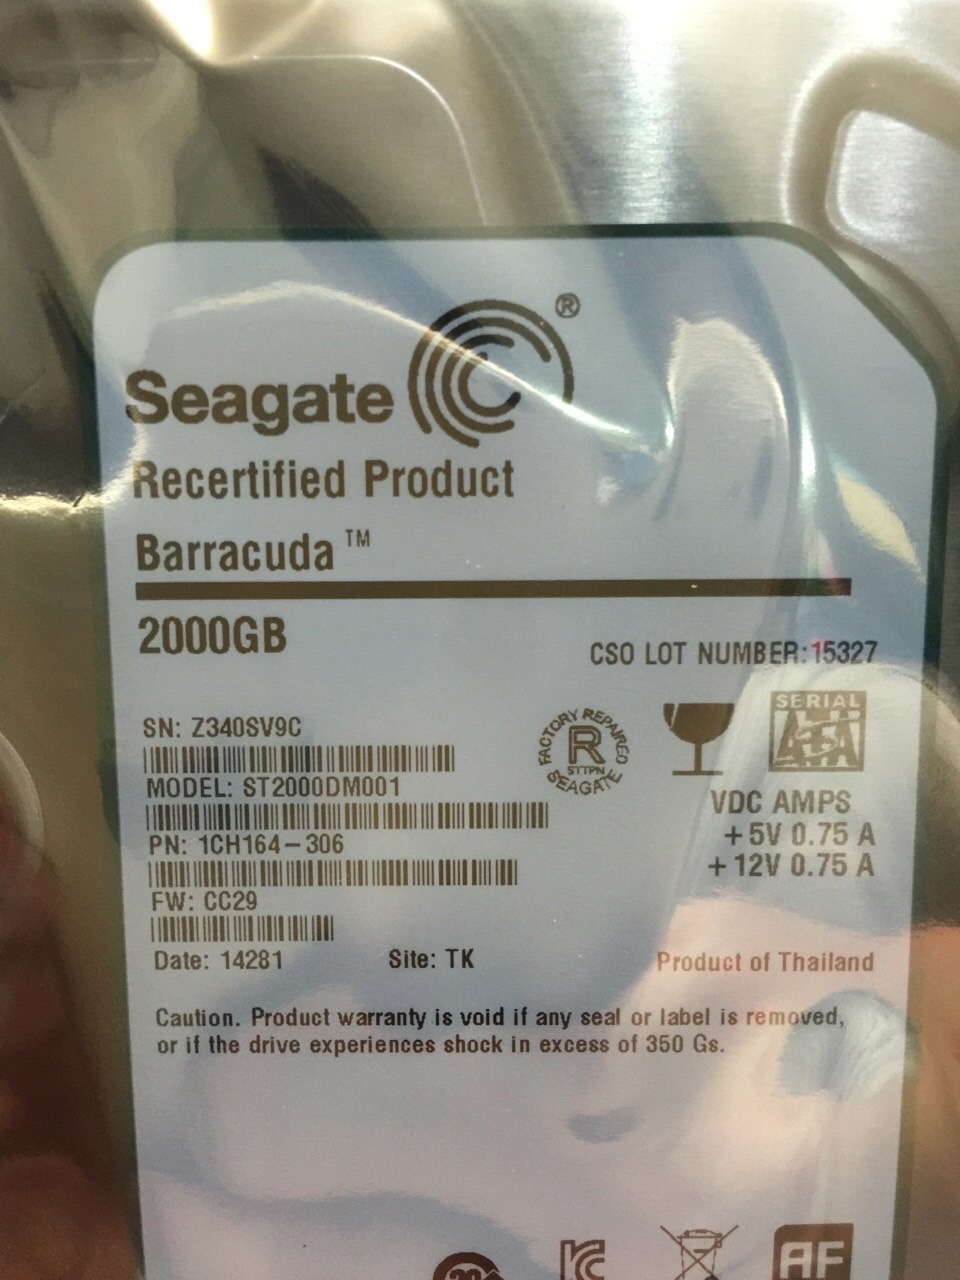 Seagate ®
Recertified Product
Barracuda ™
2000GB
CSO LOT NUMBER:15327
SN: Z340SV9C
MODEL: ST2000DM001
PN: 1CH164-306
FW: CC29
Date: 14281
Site: TK
FACTORY REPAIRED
R
STTPN
SEAGATE
SERIAL
ATA
VDC AMPS
+5V 0.75 A
+12V 0.75 A
Product of Thailand
Caution. Product warranty is void if any seal or label is removed,
or if the drive experiences shock in excess of 350 Gs.
20
AF